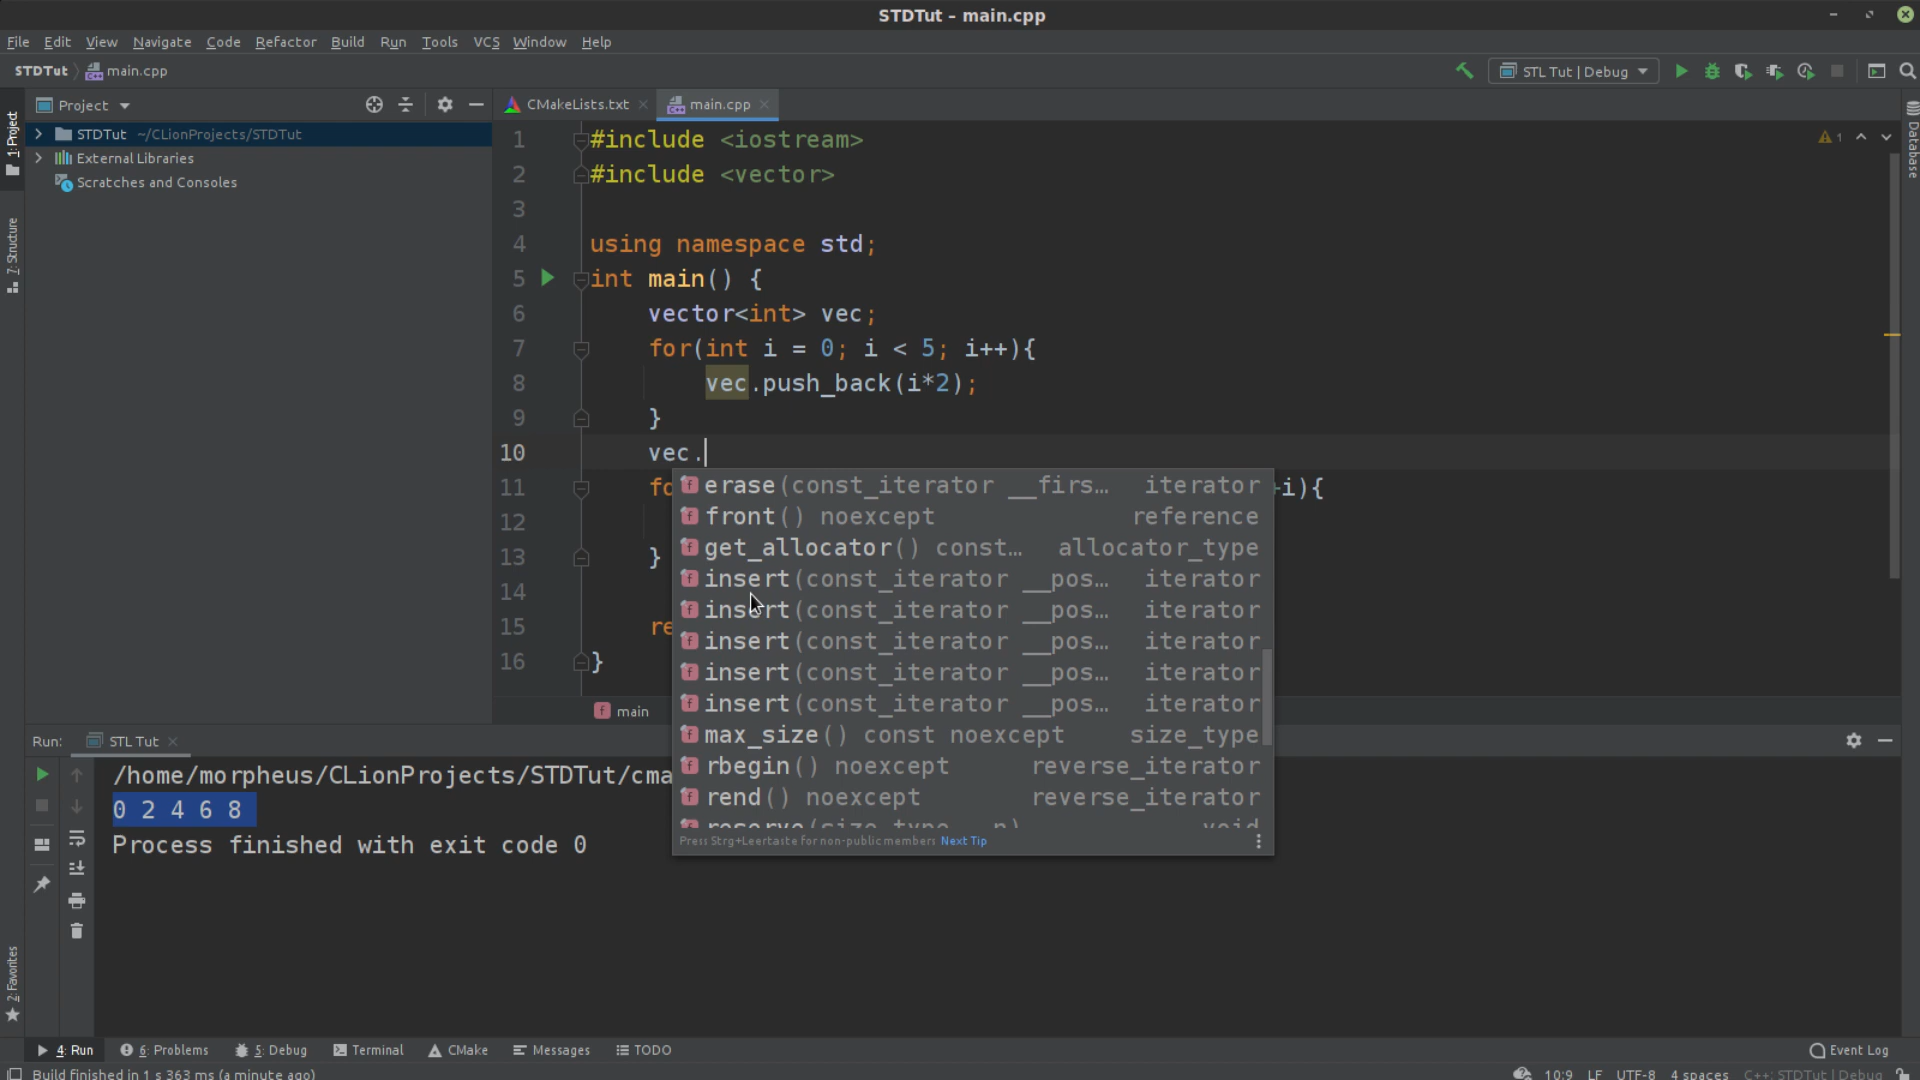 STDTut – main.cpp
File Edit View Navigate Code Refactor Build Run Tools VCS Window Help
STDTut main.cpp
STL Tut | Debug
Project
CMakeLists.txt
main.cpp
1: Project
7: Structure
2: Favorites
Database
STDTut ~/CLionProjects/STDTut
External Libraries
Scratches and Consoles
1
1 #include <iostream>
2 #include <vector>
3
4 using namespace std;
5 int main() {
6 vector<int> vec;
7 for(int i = 0; i < 5; i++){
8 vec.push_back(i*2);
9 }
10 vec.
11 fo +i){
12
13 }
14
15 re
16 }
erase(const_iterator __firs… iterator
front() noexcept reference
get_allocator() const… allocator_type
insert(const_iterator __pos… iterator
insert(const_iterator __pos… iterator
insert(const_iterator __pos… iterator
insert(const_iterator __pos… iterator
insert(const_iterator __pos… iterator
max_size() const noexcept size_type
rbegin() noexcept reverse_iterator
rend() noexcept reverse_iterator
reserve(size_type __n) void
Press Strg+Leertaste for non-public members Next Tip
main
Run: STL Tut
/home/morpheus/CLionProjects/STDTut/cma
0 2 4 6 8
Process finished with exit code 0
4: Run 6: Problems 5: Debug Terminal CMake Messages TODO Event Log
Build finished in 1 s 363 ms (a minute ago) 10:9 LF UTF-8 4 spaces C++: STDTut | Debug